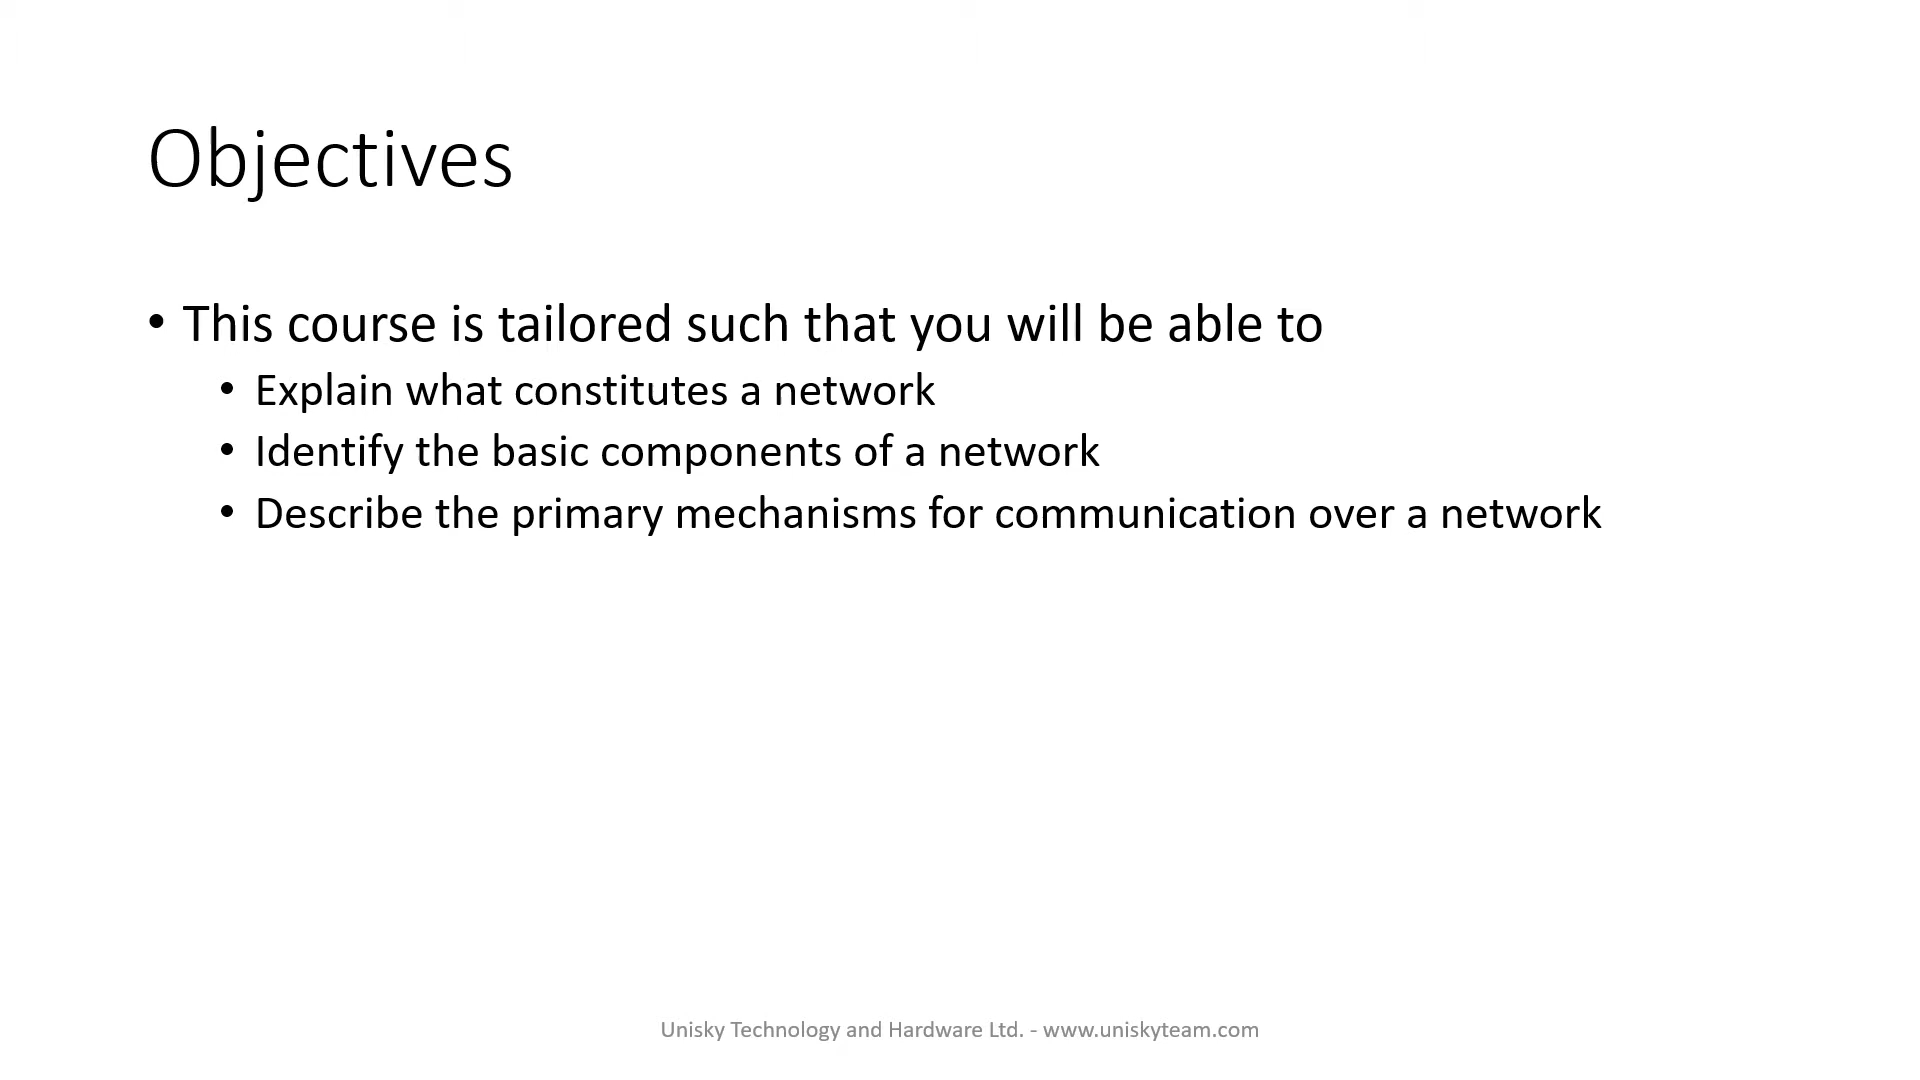 Objectives
• This course is tailored such that you will be able to
• Explain what constitutes a network
• Identify the basic components of a network
• Describe the primary mechanisms for communication over a network
Unisky Technology and Hardware Ltd. - www.uniskyteam.com